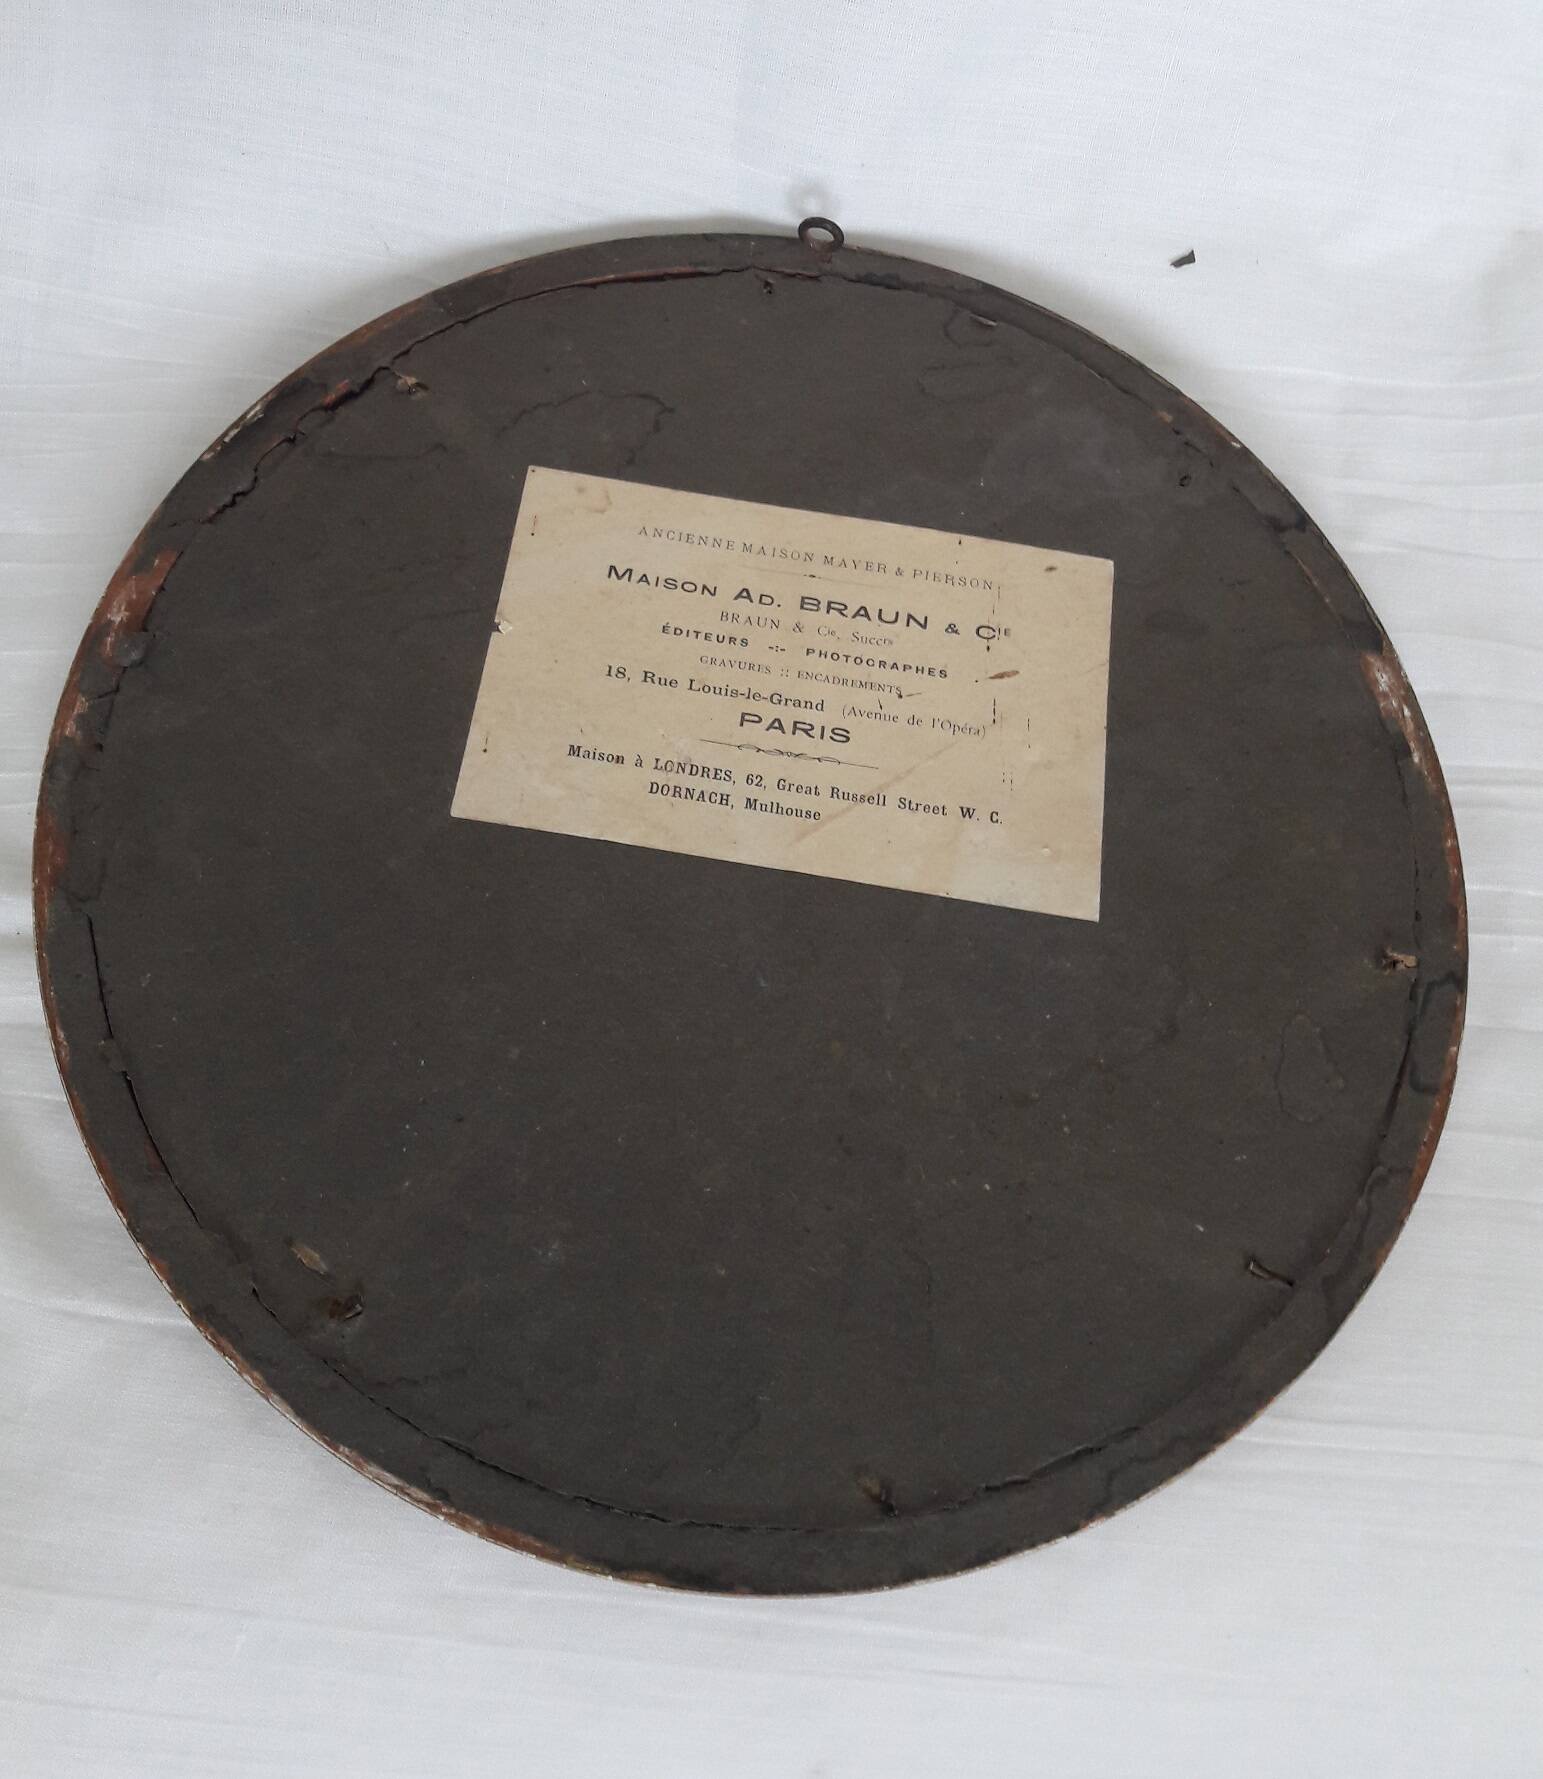 ANCIENNE MAISON MAYER & PIERSON
MAISON AD. BRAUN & CIE
BRAUN & Cie, Succrs
ÉDITEURS -:- PHOTOGRAPHES
GRAVURES :: ENCADREMENTS
18, Rue Louis-le-Grand (Avenue de l'Opéra)
PARIS
Maison à LONDRES, 62, Great Russell Street W. C.
DORNACH, Mulhouse